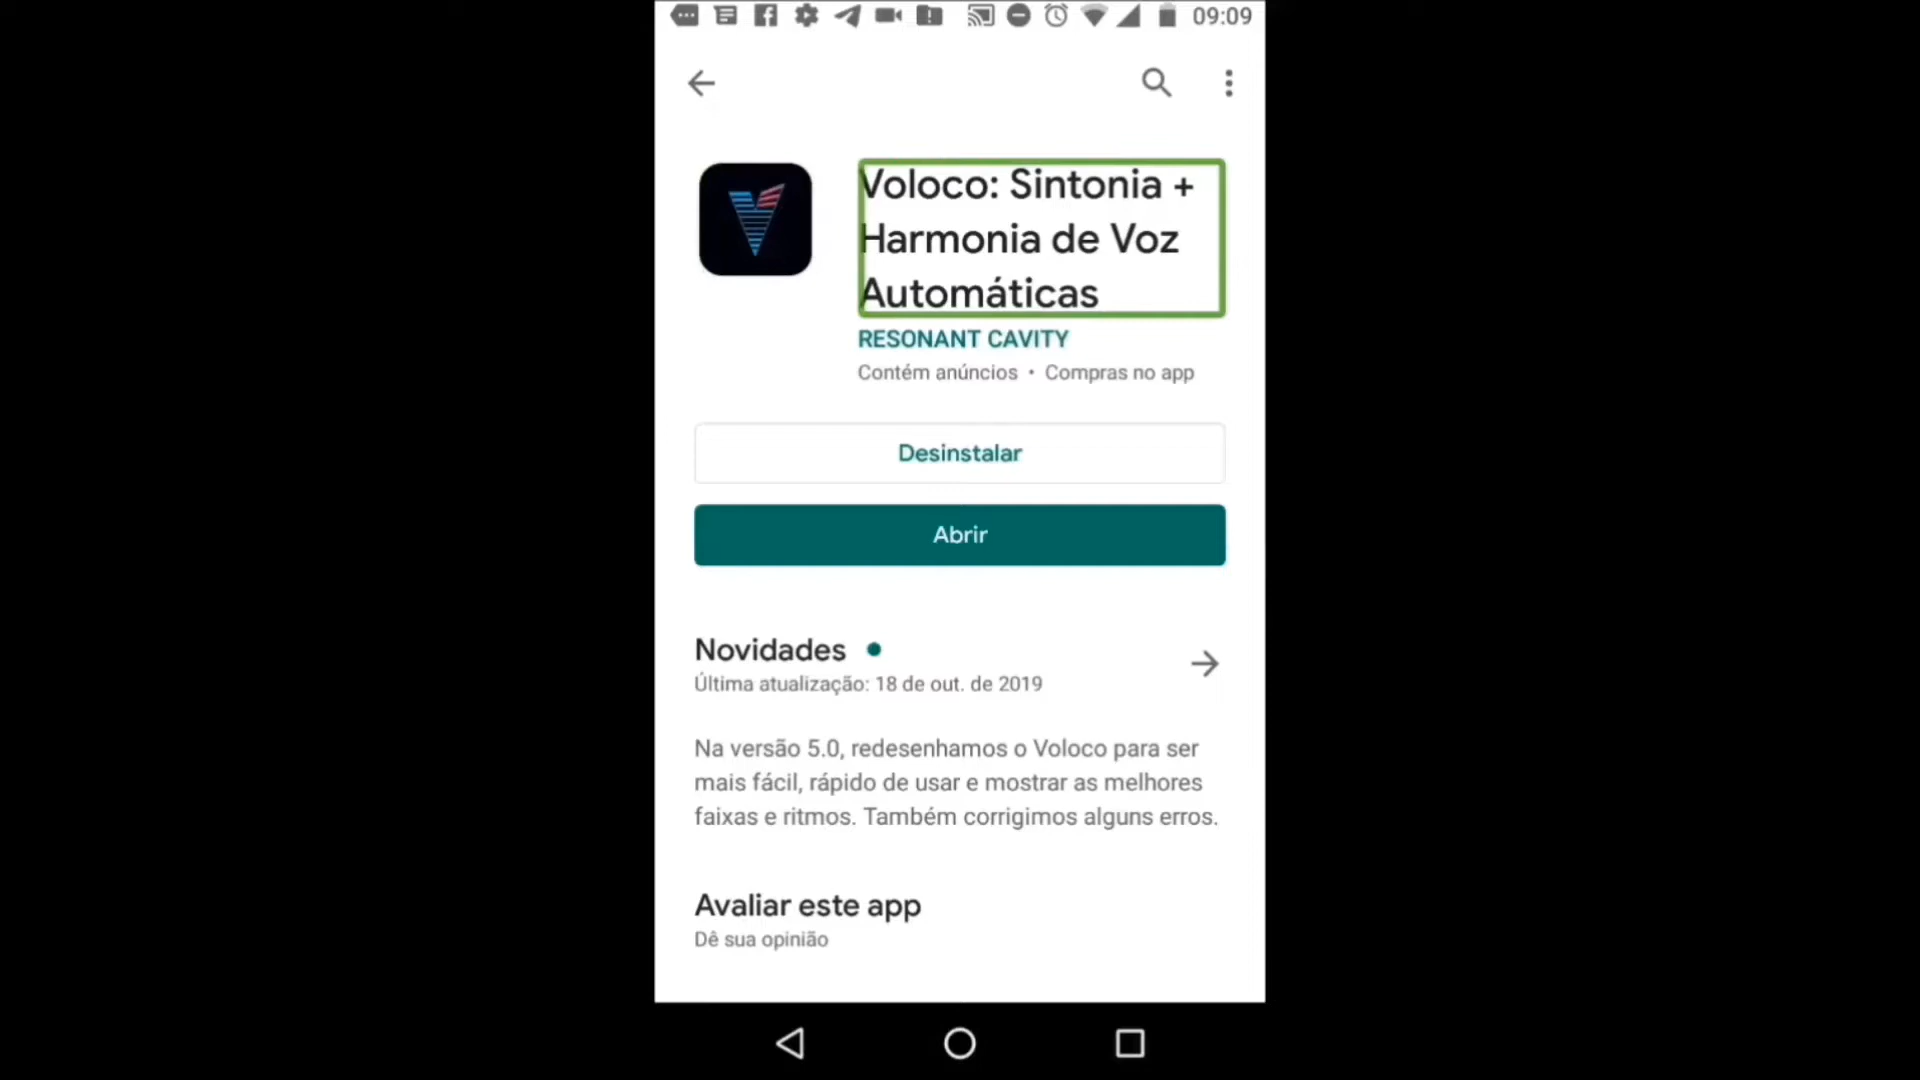 09:09
Voloco: Sintonia +
Harmonia de Voz
Automáticas
RESONANT CAVITY
Contém anúncios • Compras no app
Desinstalar
Abrir
Novidades
Última atualização: 18 de out. de 2019
Na versão 5.0, redesenhamos o Voloco para ser
mais fácil, rápido de usar e mostrar as melhores
faixas e ritmos. Também corrigimos alguns erros.
Avaliar este app
Dê sua opinião